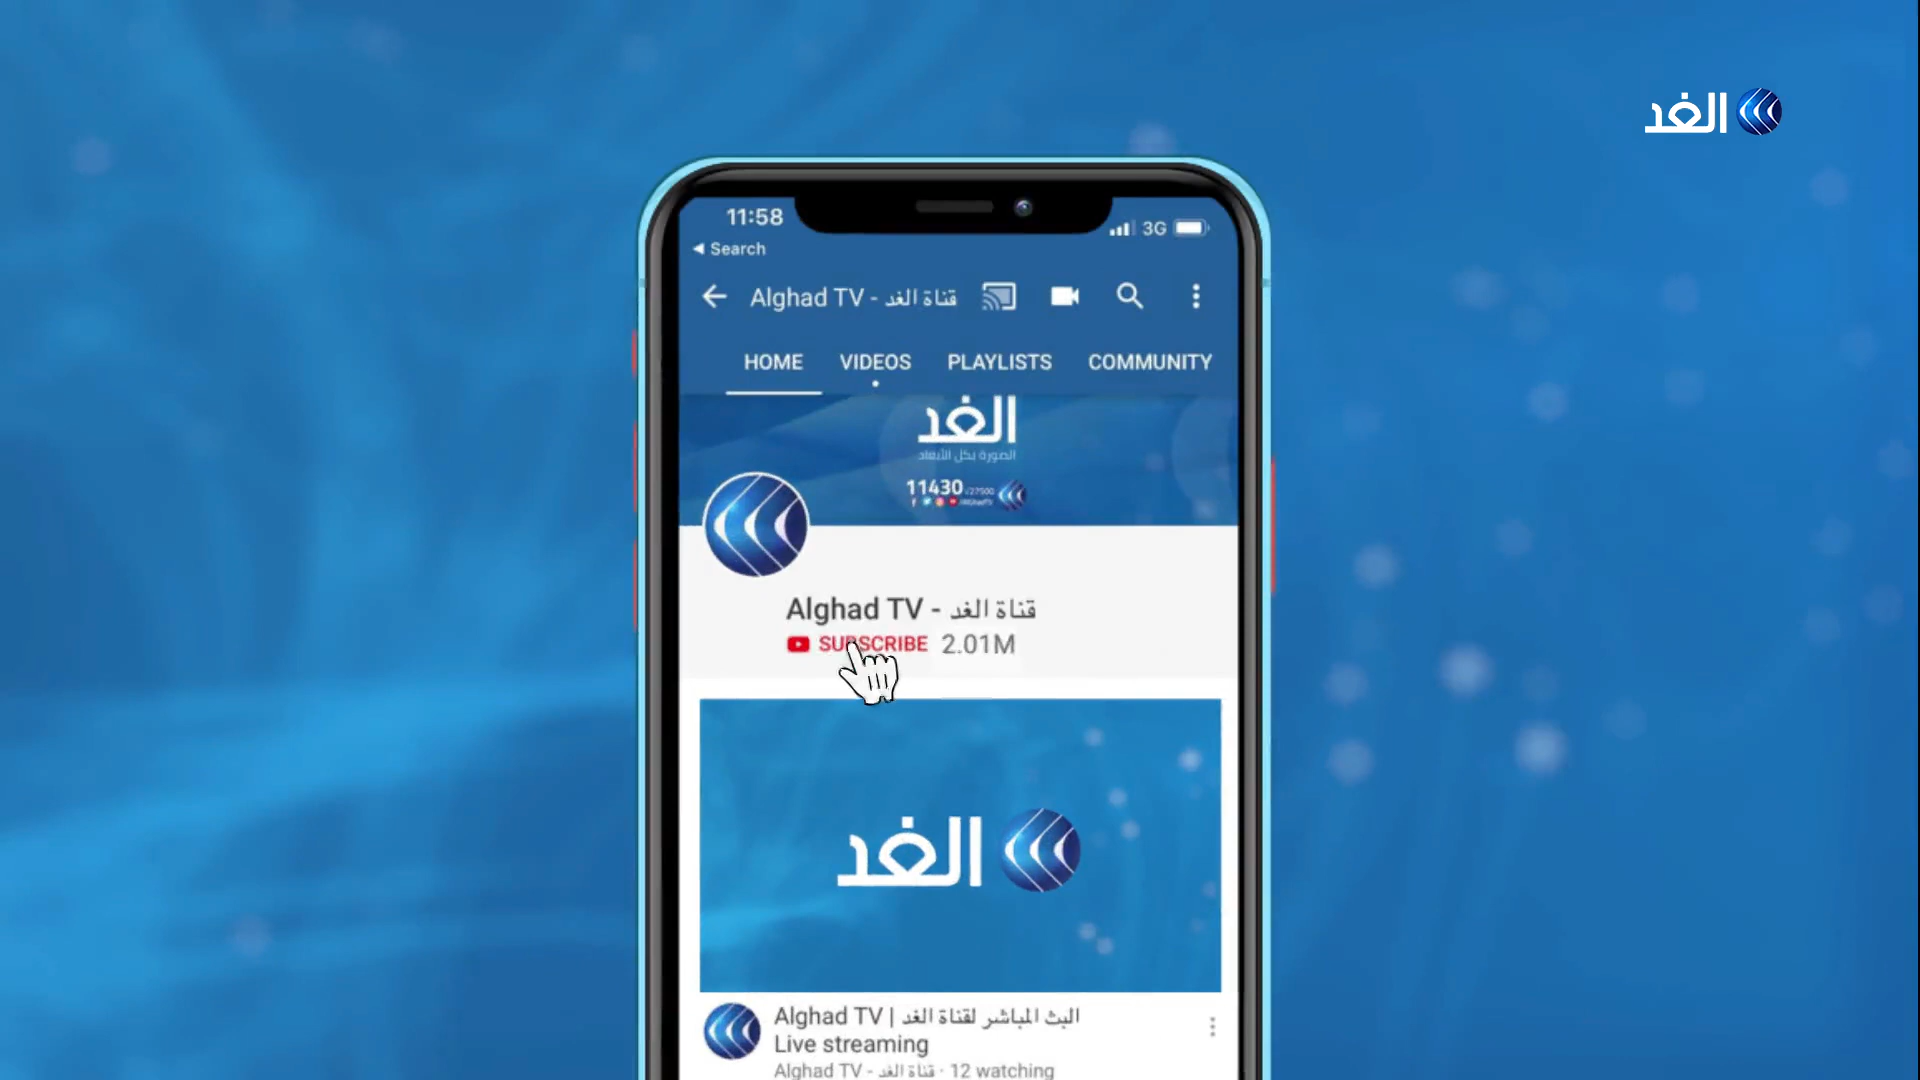 الغد
11:58
3G
Search
Alghad TV - قناة الغد
HOME VIDEOS PLAYLISTS COMMUNITY
الغد
الصورة بكل الأبعاد
11430
Alghad TV - قناة الغد
SUBSCRIBE 2.01M
الغد
Alghad TV | البث المباشر لقناة الغد
Live streaming
Alghad TV - قناة الغد · 12 watching